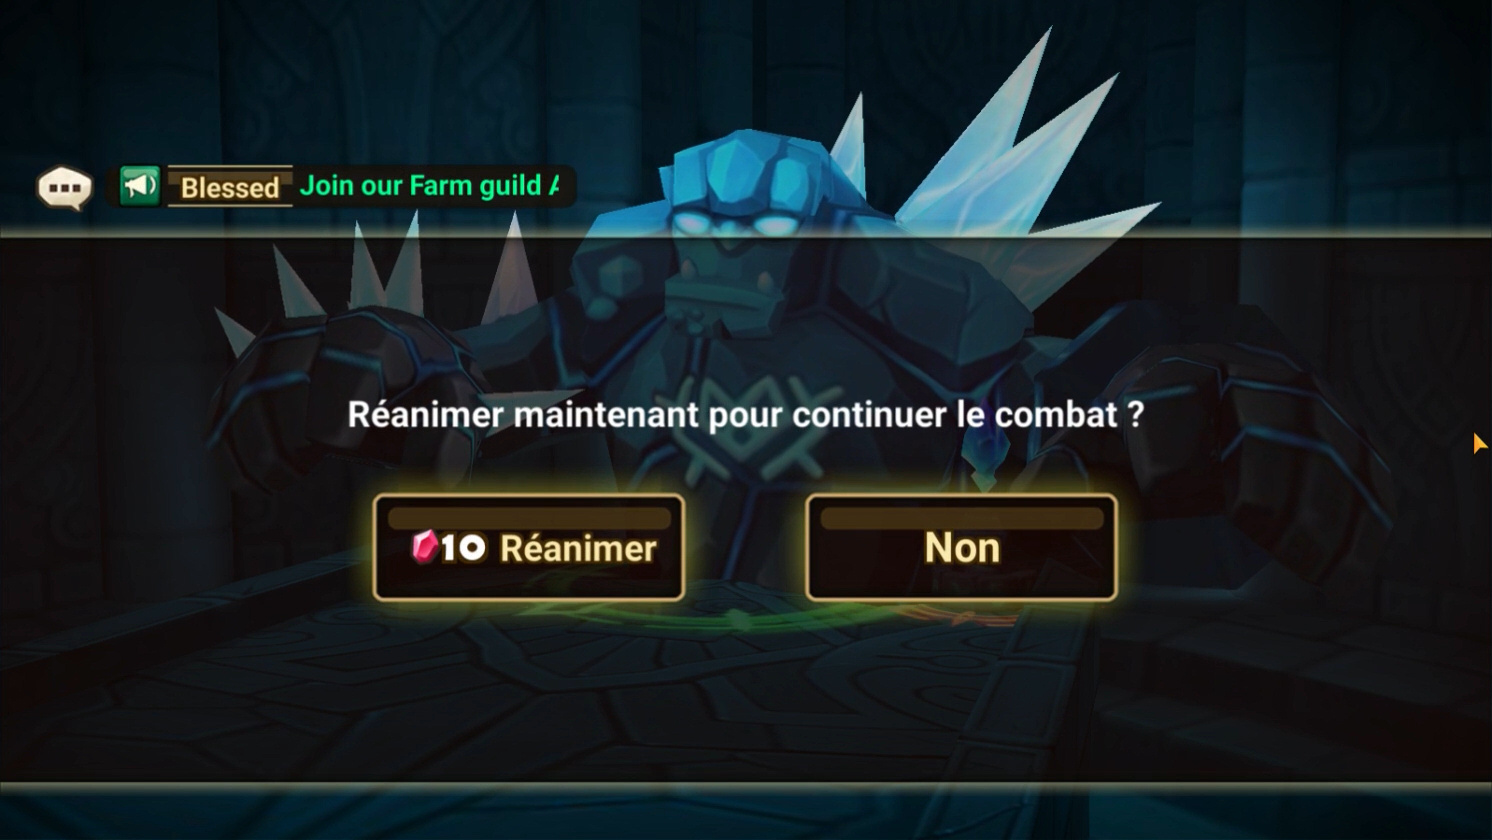 Blessed Join our Farm guild
Réanimer maintenant pour continuer le combat ?
10 Réanimer
Non